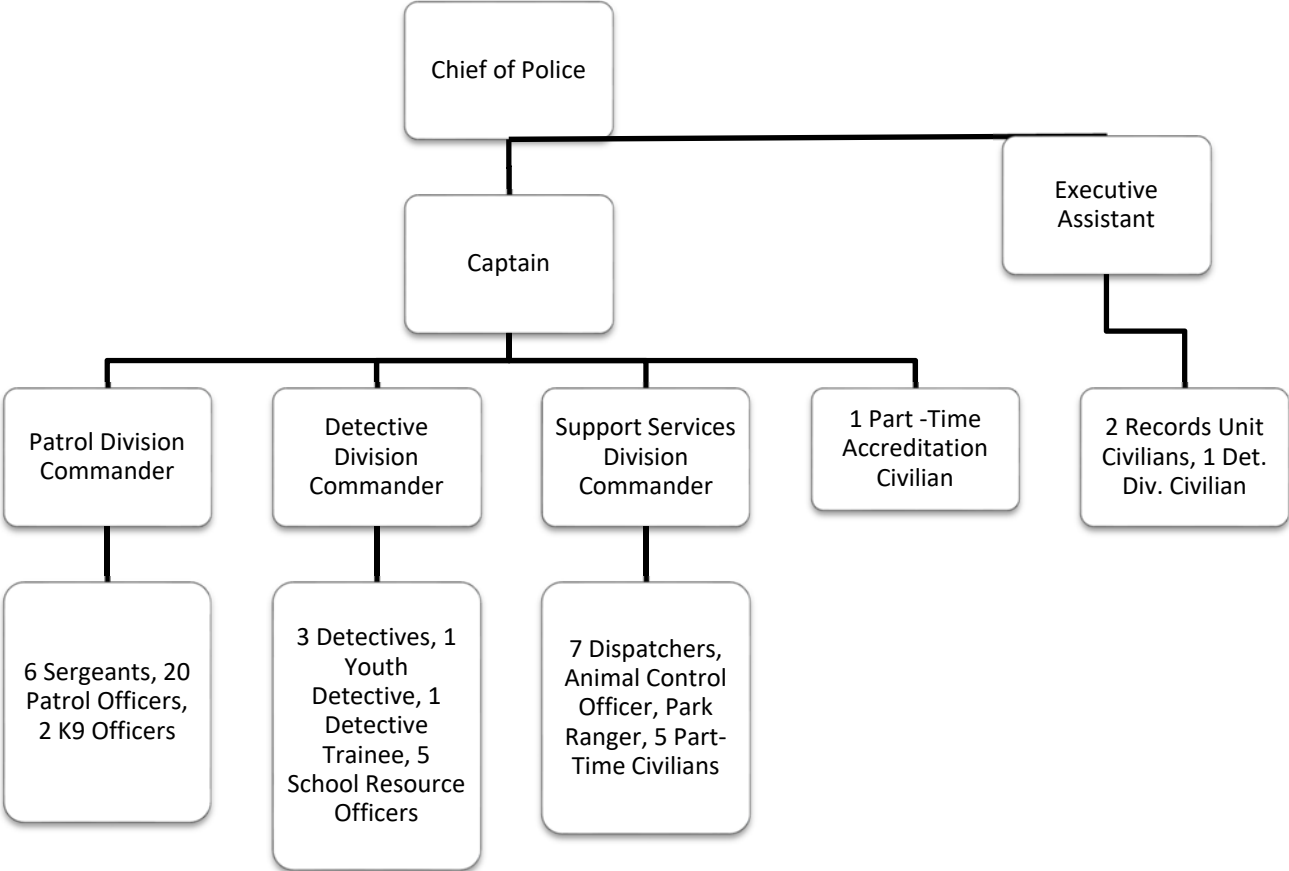 Chief of Police
Executive
Assistant
Captain
Patrol Division
Commander
Detective
Division
Commander
Support Services
Division
Commander
1 Part -Time
Accreditation
Civilian
2 Records Unit
Civilians, 1 Det.
Div. Civilian
6 Sergeants, 20
Patrol Officers,
2 K9 Officers
3 Detectives, 1
Youth
Detective, 1
Detective
Trainee, 5
School Resource
Officers
7 Dispatchers,
Animal Control
Officer, Park
Ranger, 5 Part-
Time Civilians